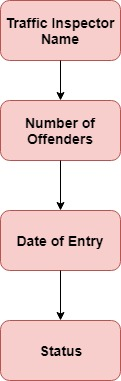 Traffic Inspector
Name
Number of
Offenders
Date of Entry
Status